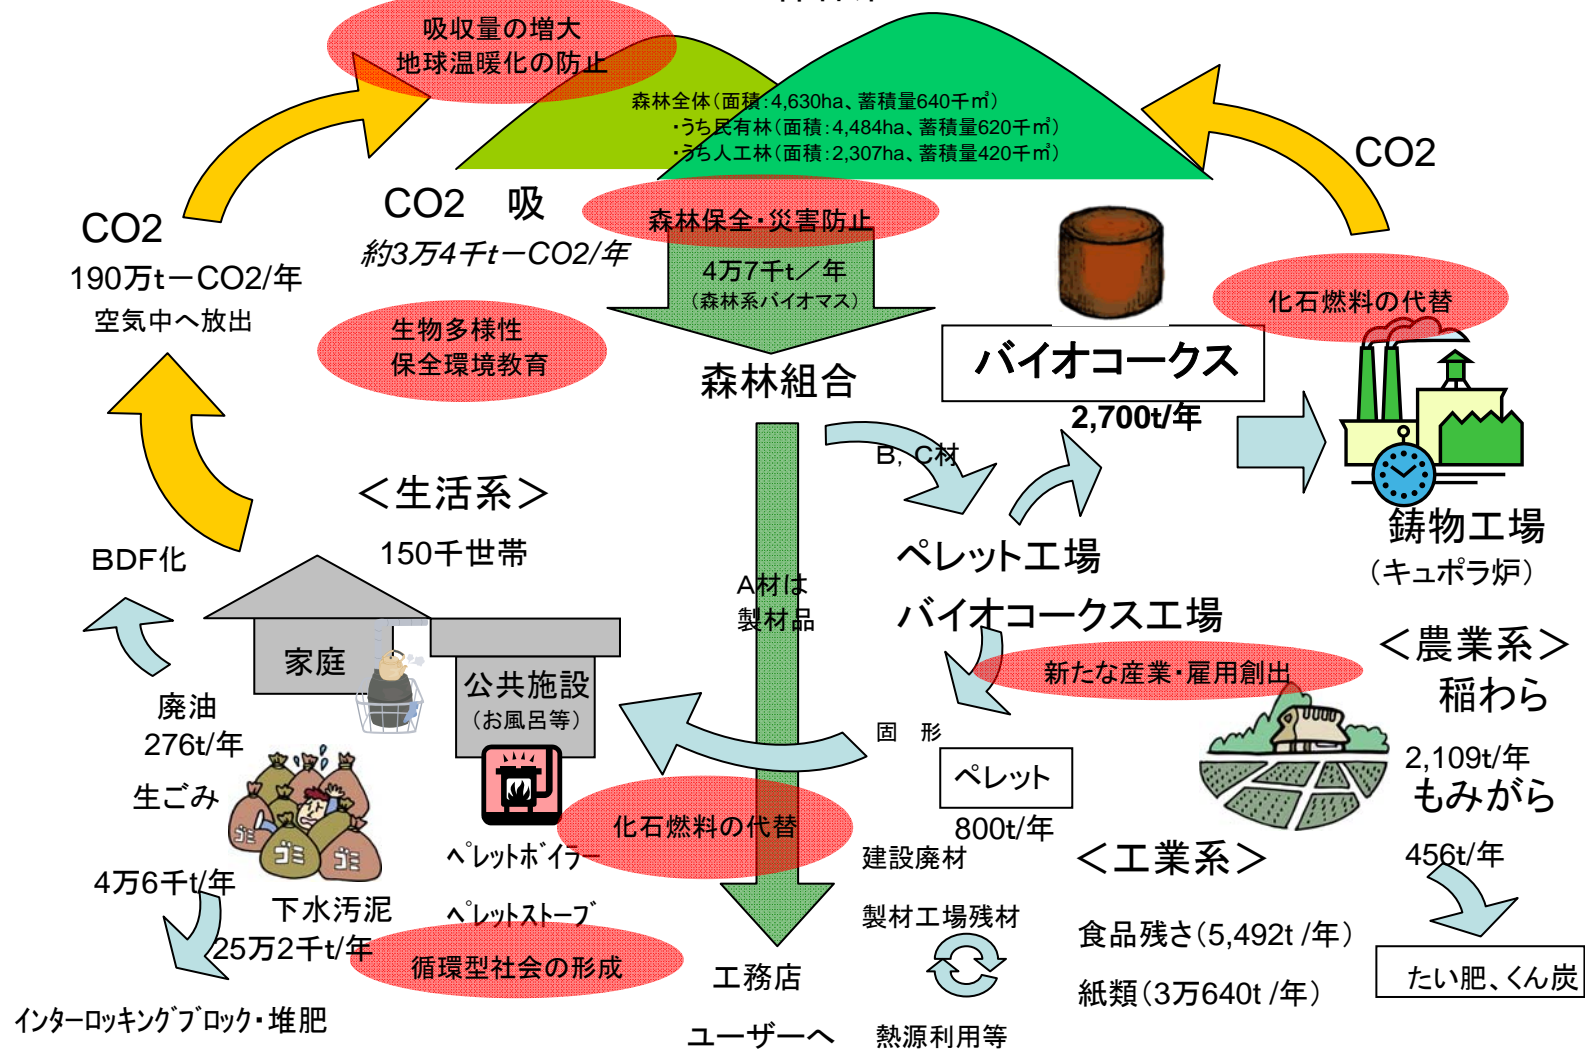 吸収量の増大
地球温暖化の防止
森林全体(面積:4,630ha、蓄積量640千㎥)
・うち民有林(面積:4,484ha、蓄積量620千㎥)
・うち人工林(面積:2,307ha、蓄積量420千㎥)
CO2
CO2 吸
約3万4千t－CO2/年
CO2
190万t－CO2/年
空気中へ放出
森林保全・災害防止
4万7千t／年
(森林系バイオマス)
化石燃料の代替
生物多様性
保全環境教育
森林組合
バイオコークス
2,700t/年
B, C材
＜生活系＞
150千世帯
BDF化
ペレット工場
バイオコークス工場
鋳物工場
(キュポラ炉)
A材は
製材品
家庭
公共施設
(お風呂等)
新たな産業・雇用創出
＜農業系＞
稲わら
2,109t/年
もみがら
456t/年
廃油
276t/年
生ごみ
ゴミ
ゴミ
ゴミ
4万6千t/年
下水汚泥
25万2千t/年
固 形
ペレット
800t/年
化石燃料の代替
ﾍﾟﾚｯﾄﾎﾞｲﾗｰ
ﾍﾟﾚｯﾄｽﾄｰﾌﾞ
建設廃材
製材工場残材
＜工業系＞
食品残さ(5,492t /年)
紙類(3万640t /年)
循環型社会の形成
工務店
たい肥、くん炭
ｲﾝﾀｰﾛｯｷﾝｸﾞﾌﾞﾛｯｸ・堆肥
ユーザーへ
熱源利用等